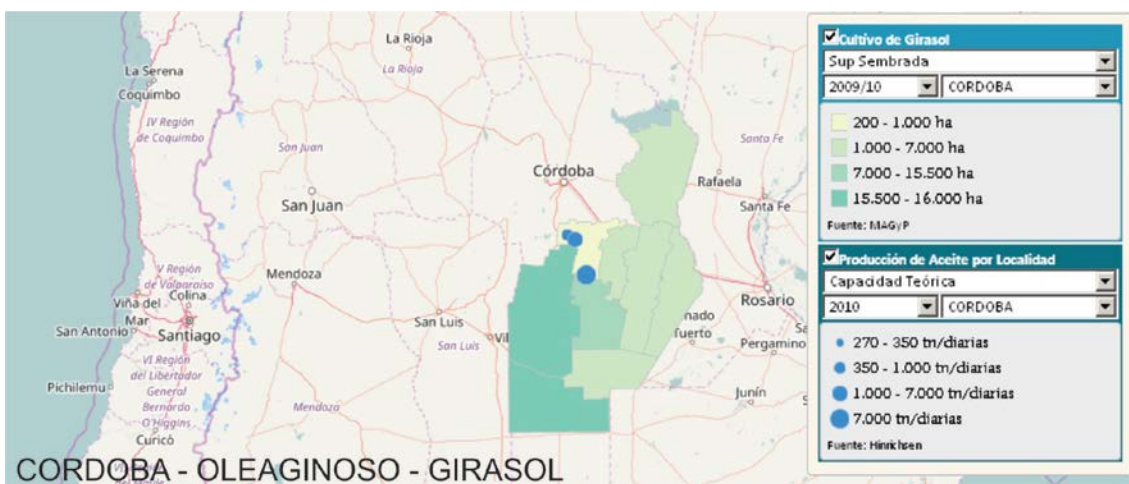 La Rioja
La Rioja
La Serena
Coquimbo
IV Región
de Coquimbo
San Juan
San Juan
Córdoba
Santa Fe
Rafaela
Santa Fe
Mendoza
V Región
de Valparaíso
Colina
Viña del
Mar
San Antonio
Santiago
San Luis
San Luis
Vil
Rosario
nado
Tuerto
Sa
Pergamino
VI Región
del Libertador
General
Bernardo
O'Higgins
Pichilemu
Curicó
Mendoza
Junín
S
CORDOBA - OLEAGINOSO - GIRASOL
Cultivo de Girasol
Sup Sembrada
2009/10 CORDOBA
200 - 1.000 ha
1.000 - 7.000 ha
7.000 - 15.500 ha
15.500 - 16.000 ha
Fuente: MAGyP
Producción de Aceite por Localidad
Capacidad Teórica
2010 CORDOBA
270 - 350 tn/diarias
350 - 1.000 tn/diarias
1.000 - 7.000 tn/diarias
7.000 tn/diarias
Fuente: Hinrichsen